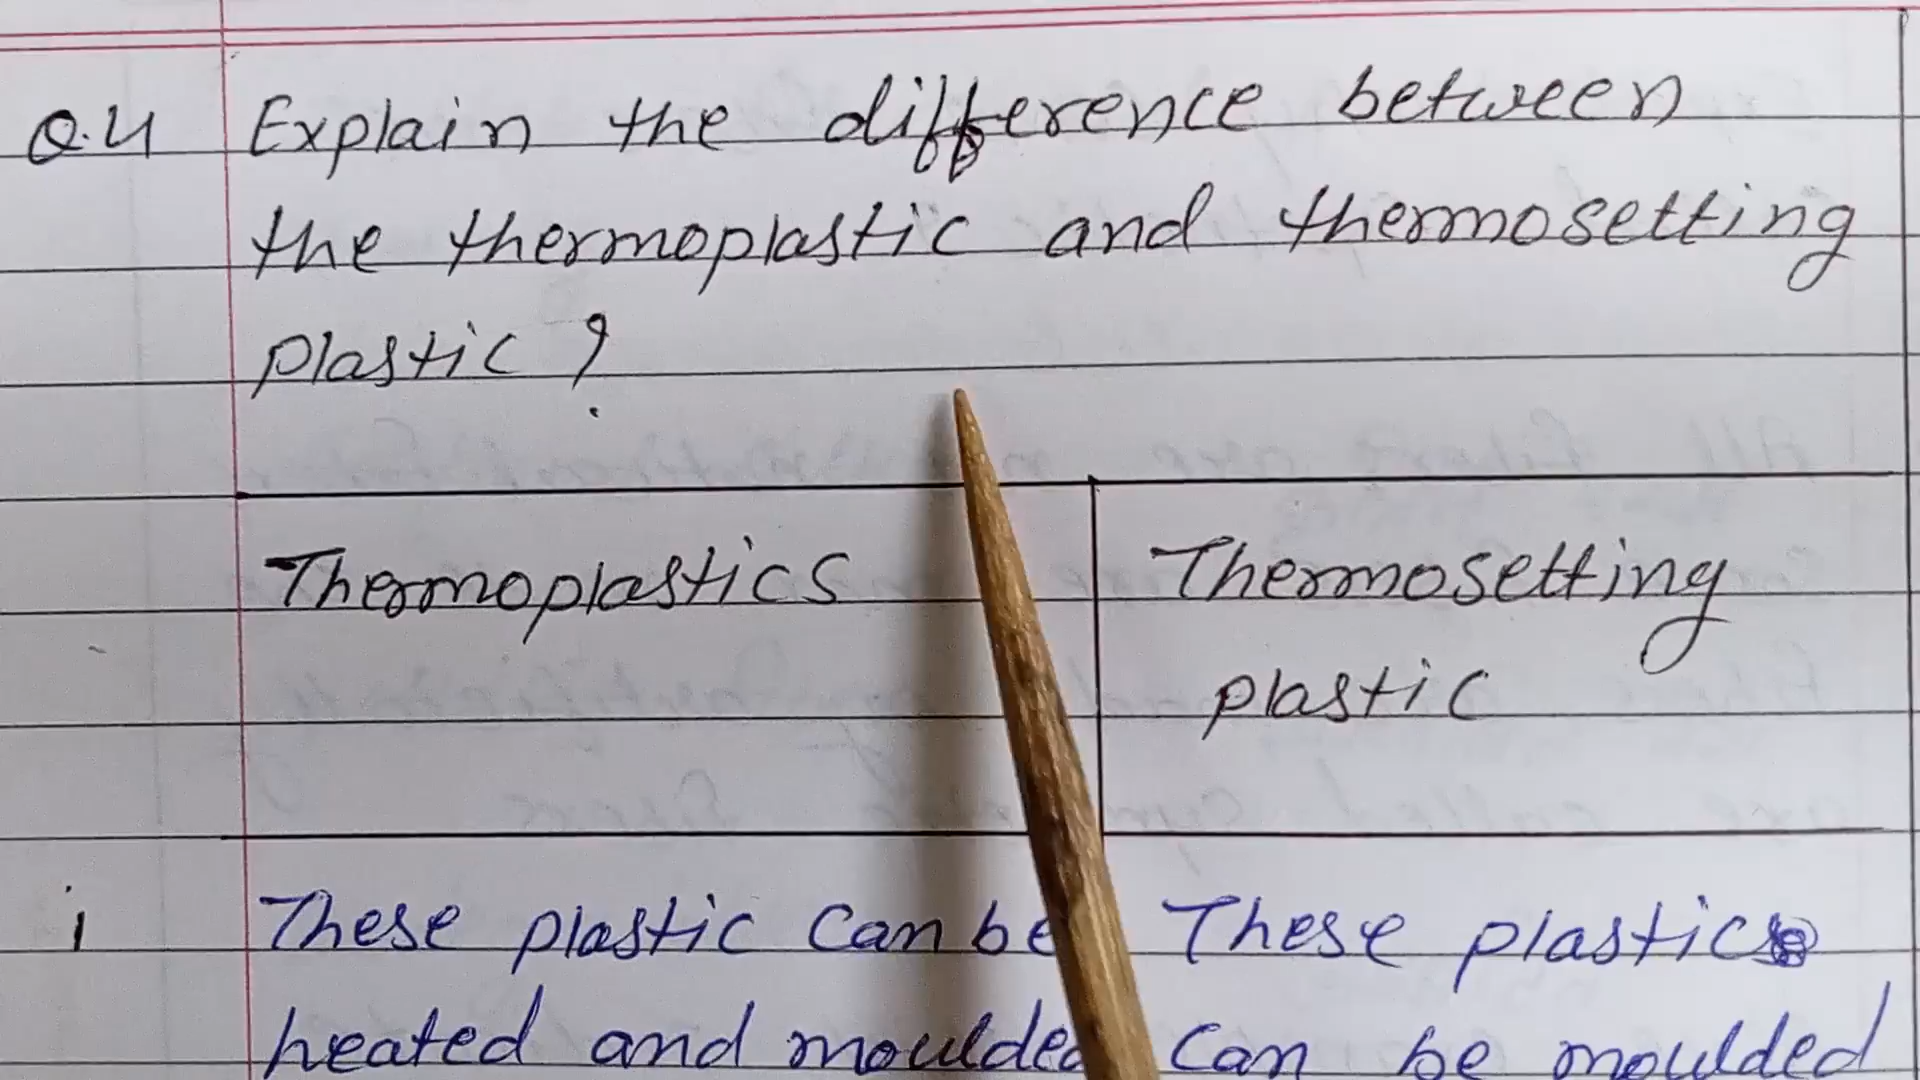 Q.4 Explain the difference between
the thermoplastic and thermosetting
plastic?
Thermoplastics
Thermosetting
plastic
i These plastic can be
heated and moulded
These plastic
can be moulded